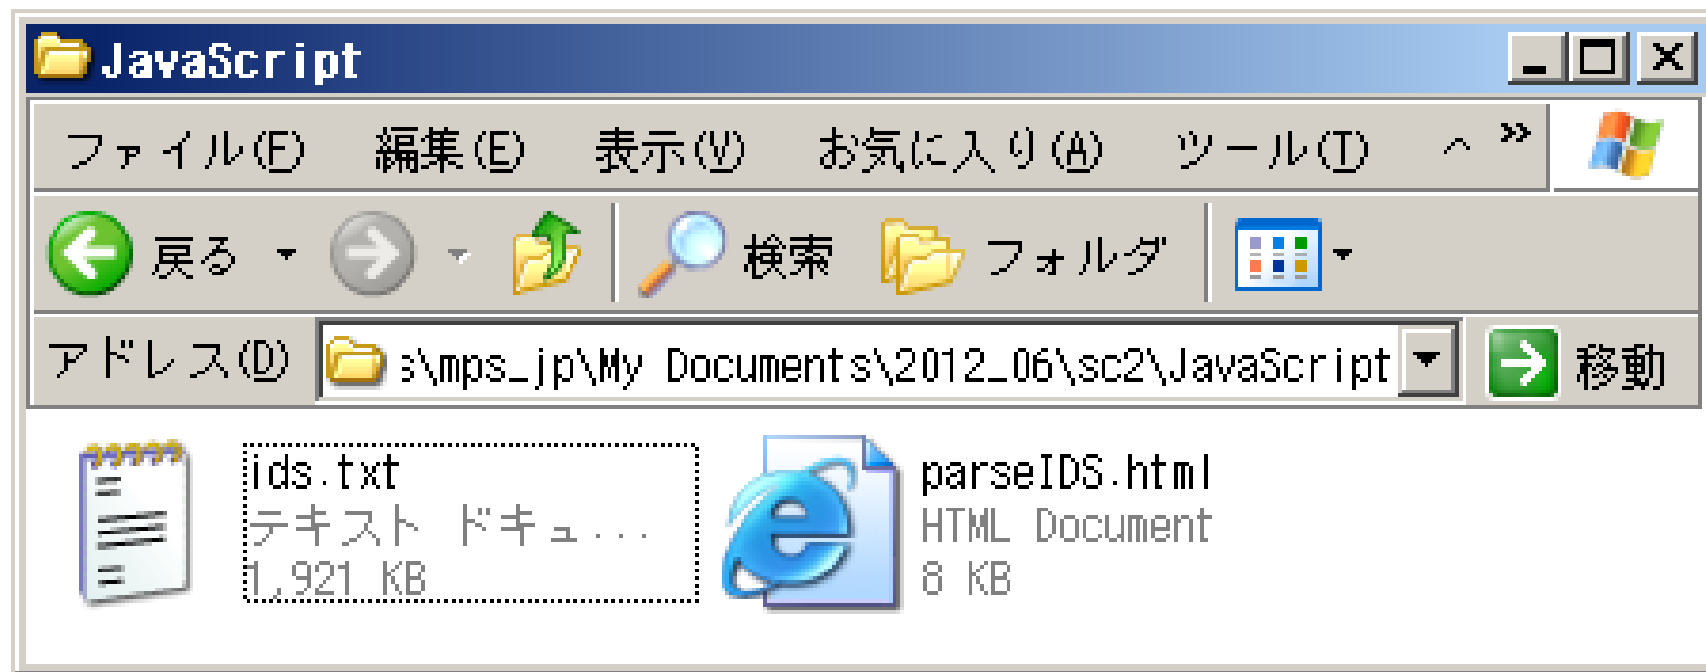 JavaScript
ファイル(F) 編集(E) 表示(V) お気に入り(A) ツール(T) ヘ »
戻る 検索 フォルダ
アドレス(D) s\mps_jp\My Documents\2012_06\sc2\JavaScript 移動
ids.txt
テキスト ドキュ...
1,921 KB
parseIDS.html
HTML Document
8 KB